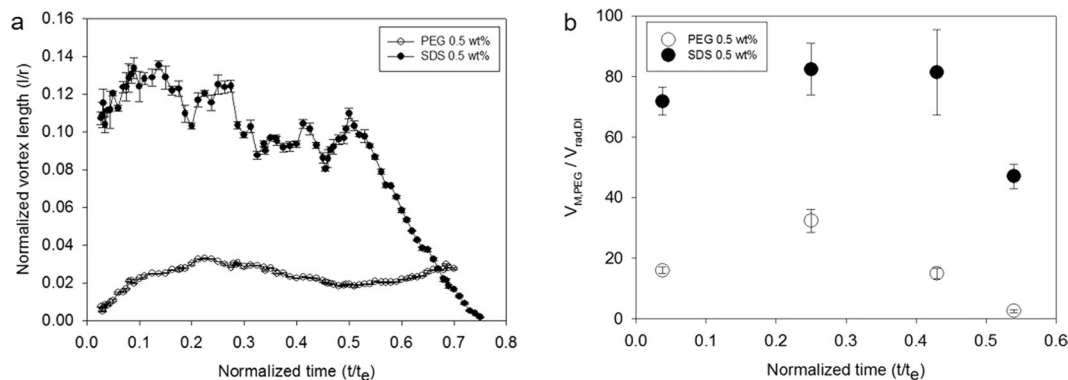 a
Normalized vortex length (l/r)
0.16
0.14
0.12
0.10
0.08
0.06
0.04
0.02
0.00
0.0 0.1 0.2 0.3 0.4 0.5 0.6 0.7 0.8
Normalized time (t/te)
PEG 0.5 wt%
SDS 0.5 wt%
b
VM,PEG / Vrad,DI
100
80
60
40
20
0
0.0 0.1 0.2 0.3 0.4 0.5 0.6
Normalized time (t/te)
PEG 0.5 wt%
SDS 0.5 wt%